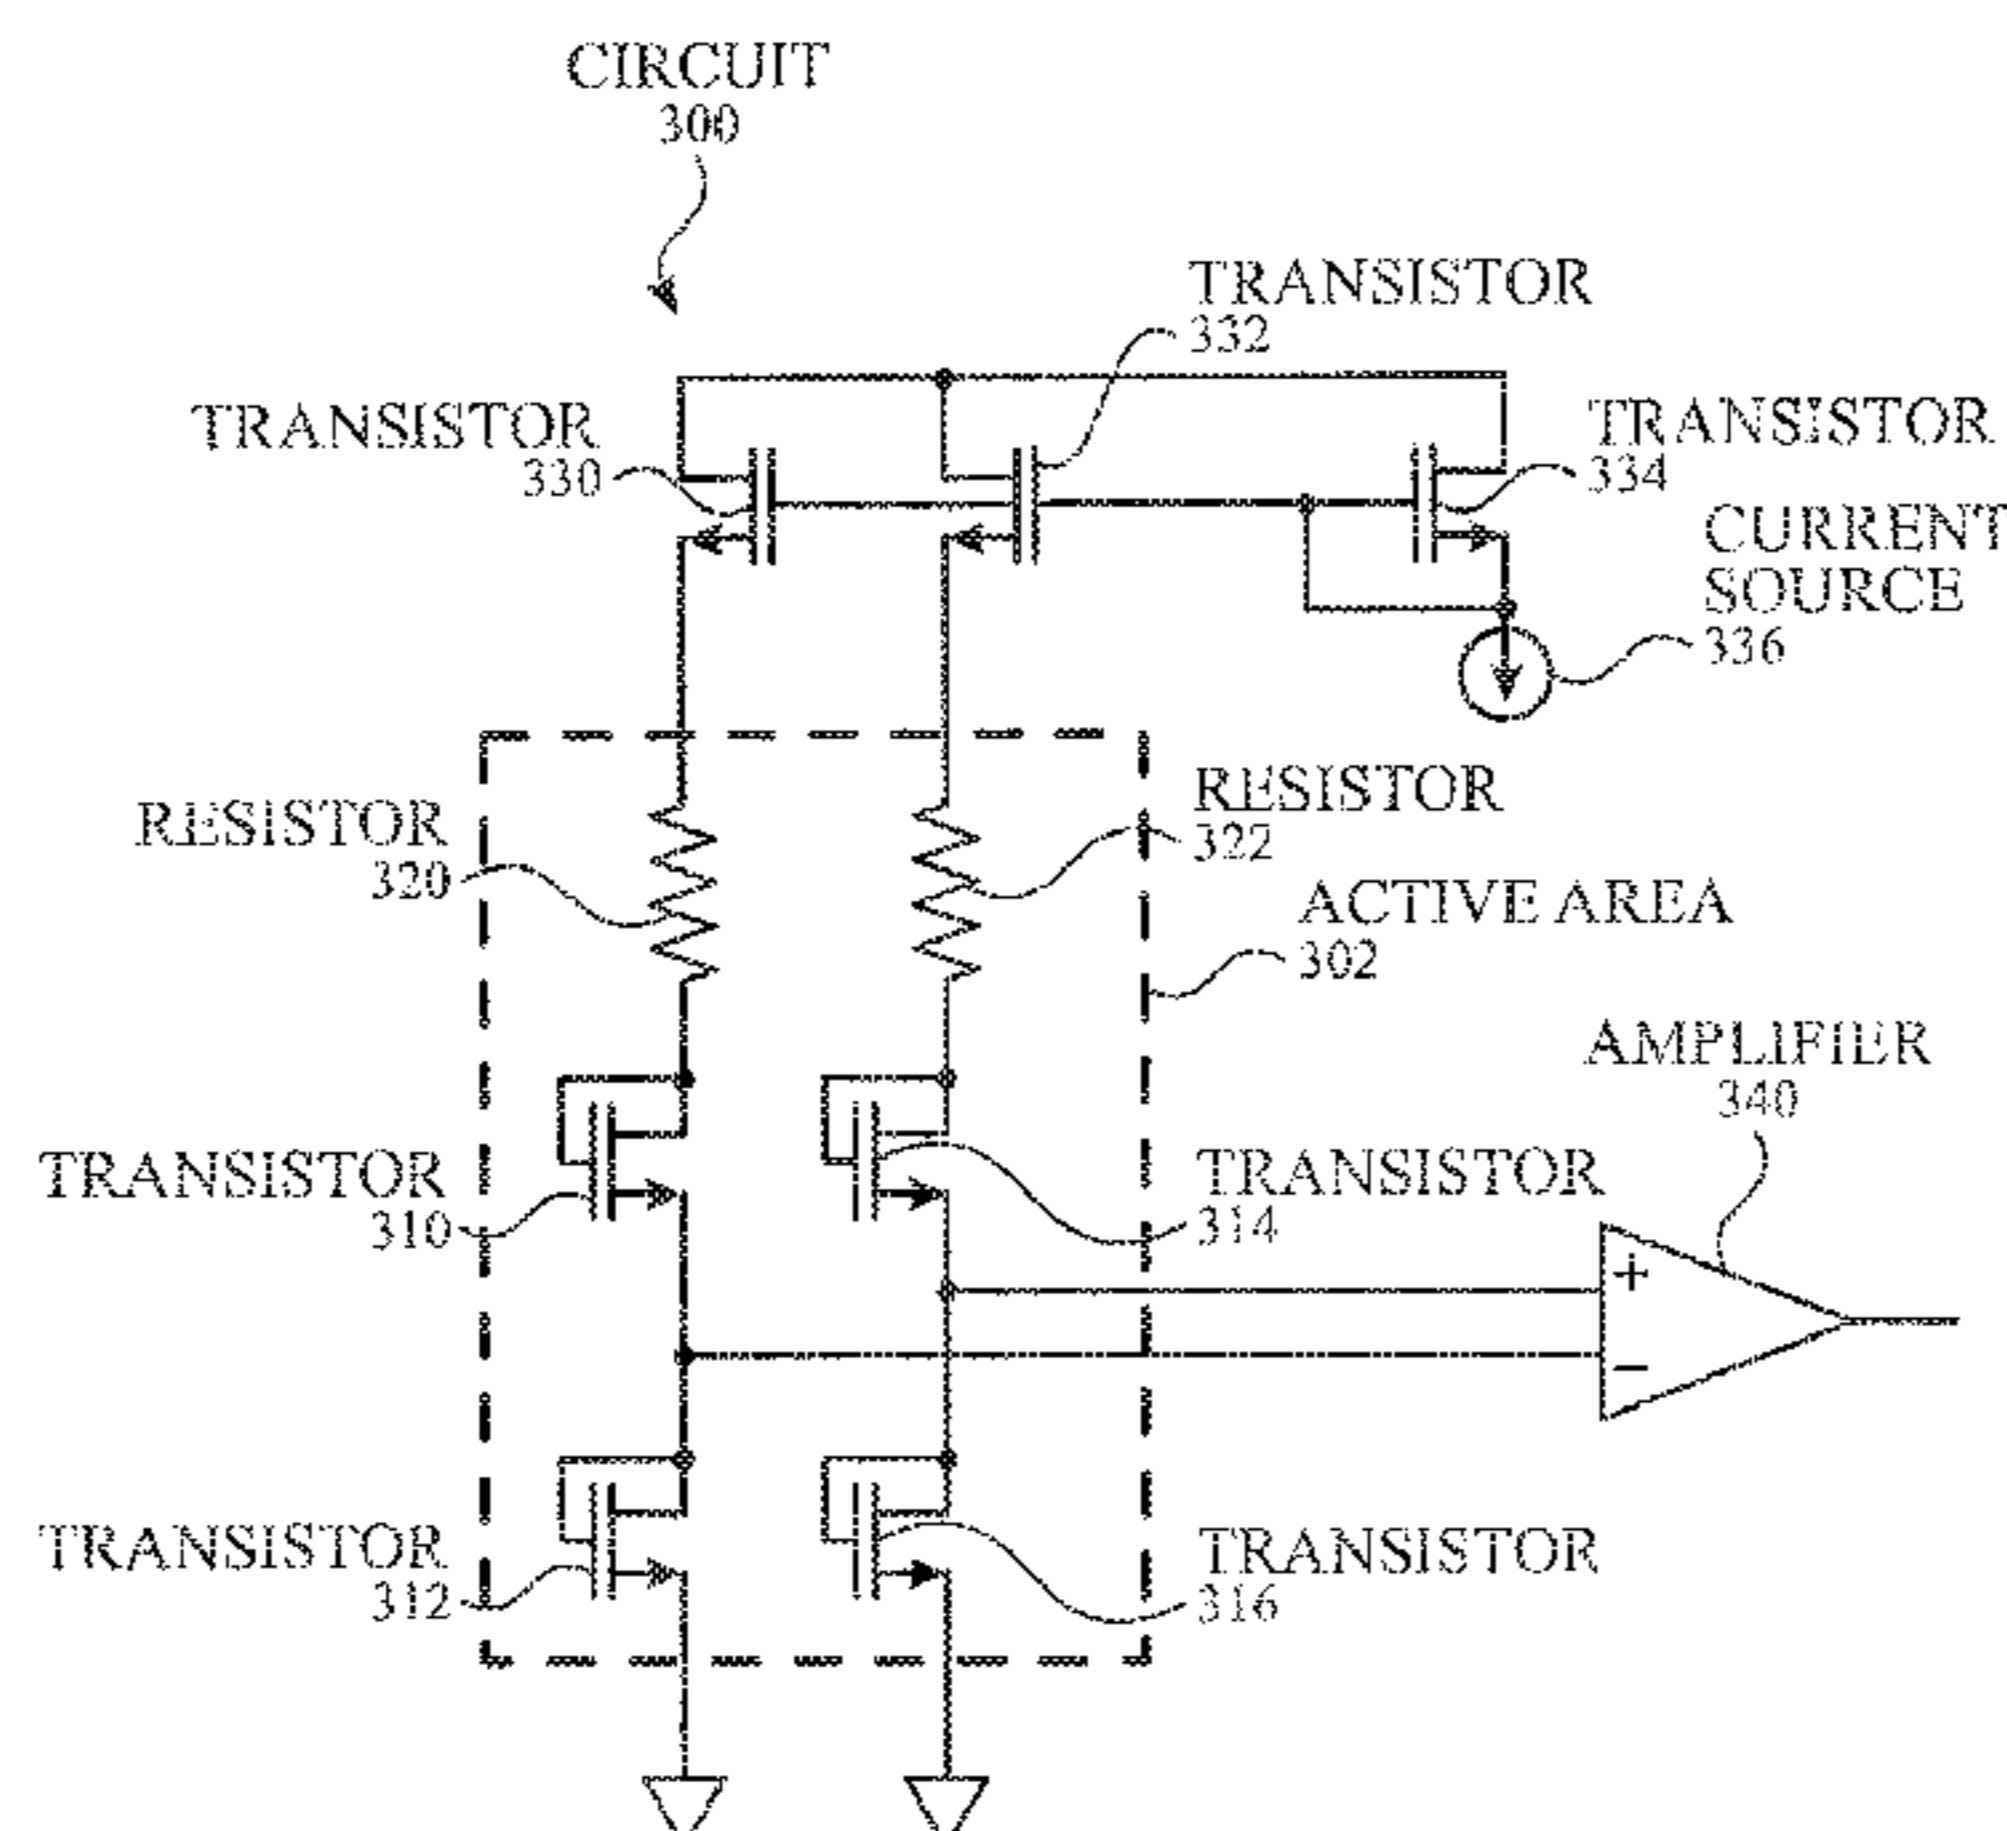 CIRCUIT
300
TRANSISTOR
332
TRANSISTOR
330
TRANSISTOR
334
CURRENT
SOURCE
336
RESISTOR
320
RESISTOR
322
ACTIVE AREA
302
AMPLIFIER
340
TRANSISTOR
310
TRANSISTOR
314
+
−
TRANSISTOR
312
TRANSISTOR
316